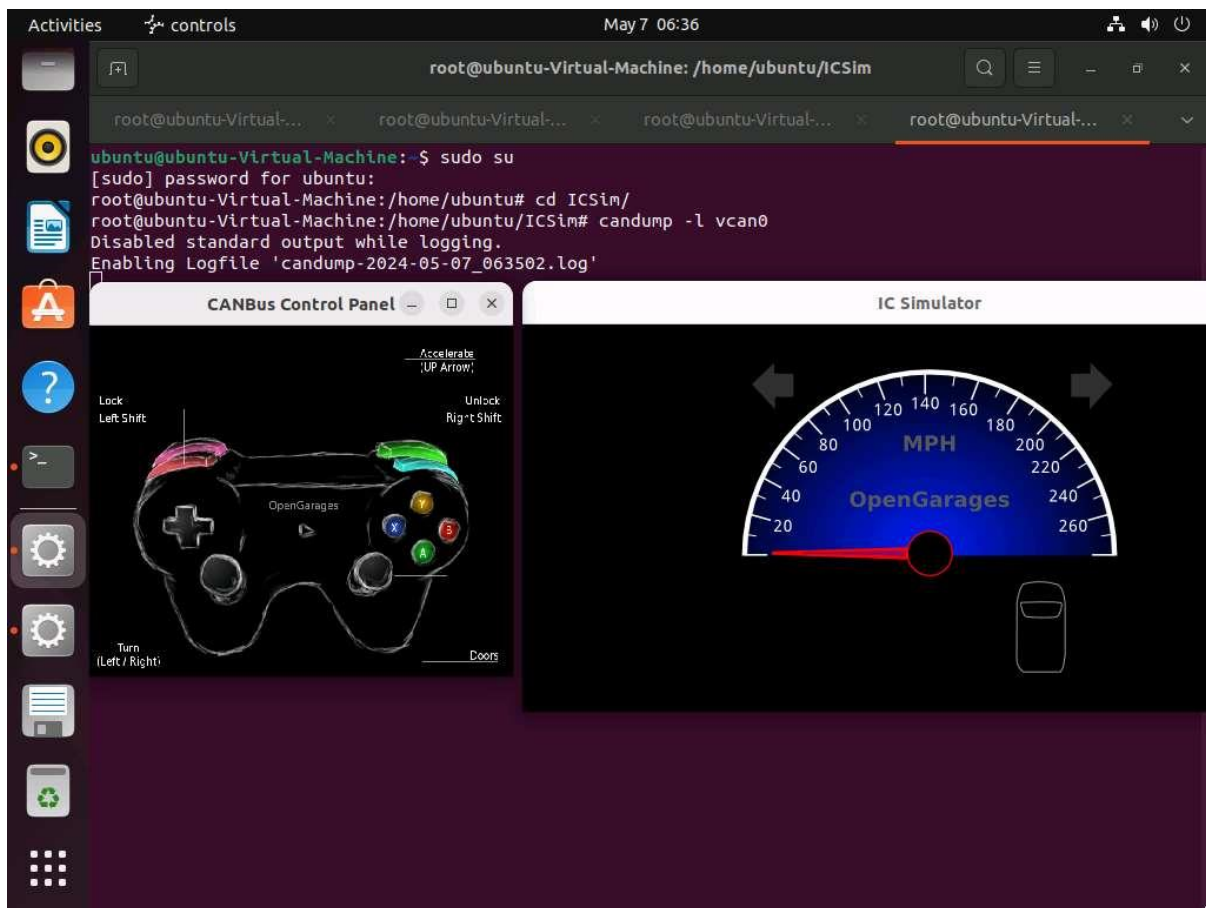 Activities controls May 7 06:36
root@ubuntu-Virtual-Machine: /home/ubuntu/ICSim
root@ubuntu-Virtual-... root@ubuntu-Virtual-... root@ubuntu-Virtual-... root@ubuntu-Virtual-...
ubuntu@ubuntu-Virtual-Machine:~$ sudo su
[sudo] password for ubuntu:
root@ubuntu-Virtual-Machine:/home/ubuntu# cd ICSim/
root@ubuntu-Virtual-Machine:/home/ubuntu/ICSim# candump -l vcan0
Disabled standard output while logging.
Enabling Logfile 'candump-2024-05-07_063502.log'
CANBus Control Panel
Accelerate
(UP Arrow)
Lock
Left Shift
Unlock
Right Shift
OpenGarages
Y
X
B
A
Turn
(Left / Right)
Doors
IC Simulator
20 40 60 80 100 120 140 160 180 200 220 240 260
MPH
OpenGarages